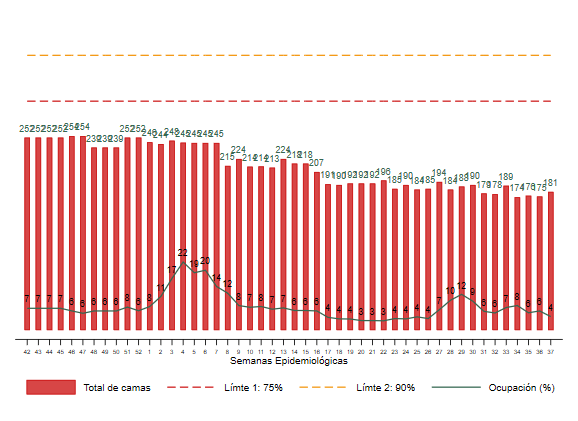 252 252 252 252 254 254 239 239 239 252 252 246 244 248 245 245 245 245 215 224 214 214 213 224 218 218 207 191 190 192 192 192 196 185 190 184 185 194 184 188 190 179 178 189 174 176 175 181
7 7 7 7 6 6 6 6 6 8 6 8 11 17 22 19 20 14 12 8 7 8 7 7 6 6 6 4 4 4 3 3 3 4 4 4 4 7 10 12 9 6 6 7 8 6 6 4
42 43 44 45 46 47 48 49 50 51 52 1 2 3 4 5 6 7 8 9 10 11 12 13 14 15 16 17 18 19 20 21 22 23 24 25 26 27 28 29 30 31 32 33 34 35 36 37
Semanas Epidemiológicas
Total de camas Límte 1: 75% Límte 2: 90% Ocupación (%)